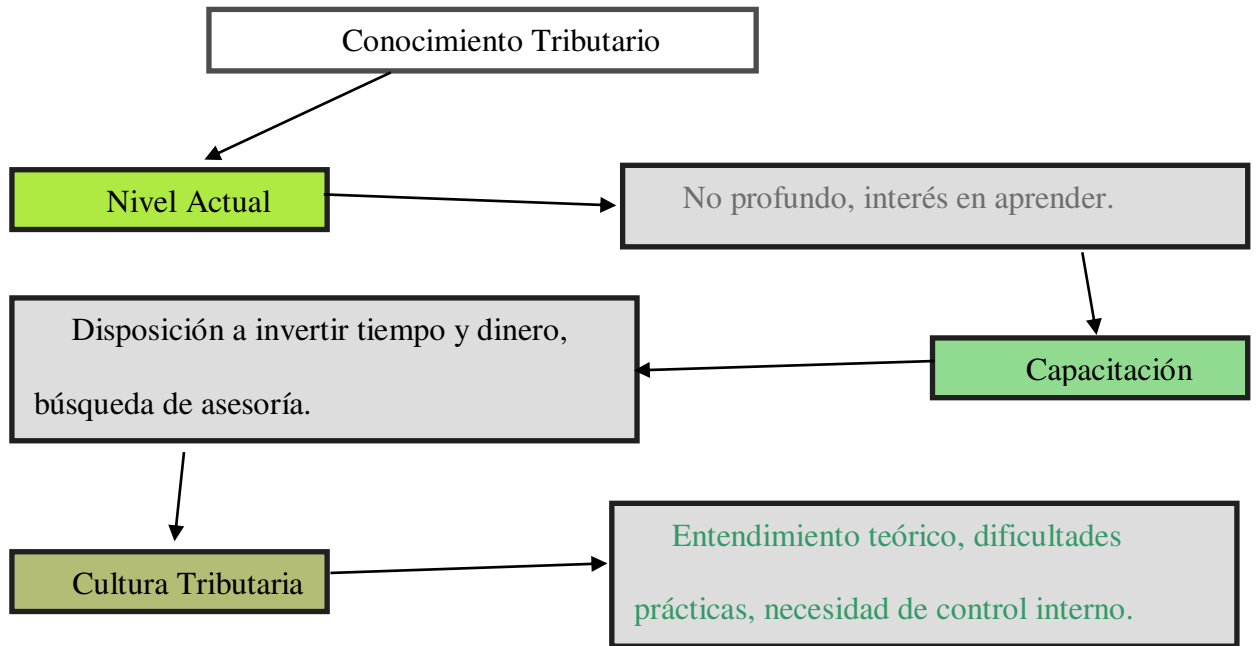 Conocimiento Tributario
Nivel Actual
No profundo, interés en aprender.
Capacitación
Disposición a invertir tiempo y dinero,
búsqueda de asesoría.
Cultura Tributaria
Entendimiento teórico, dificultades
prácticas, necesidad de control interno.